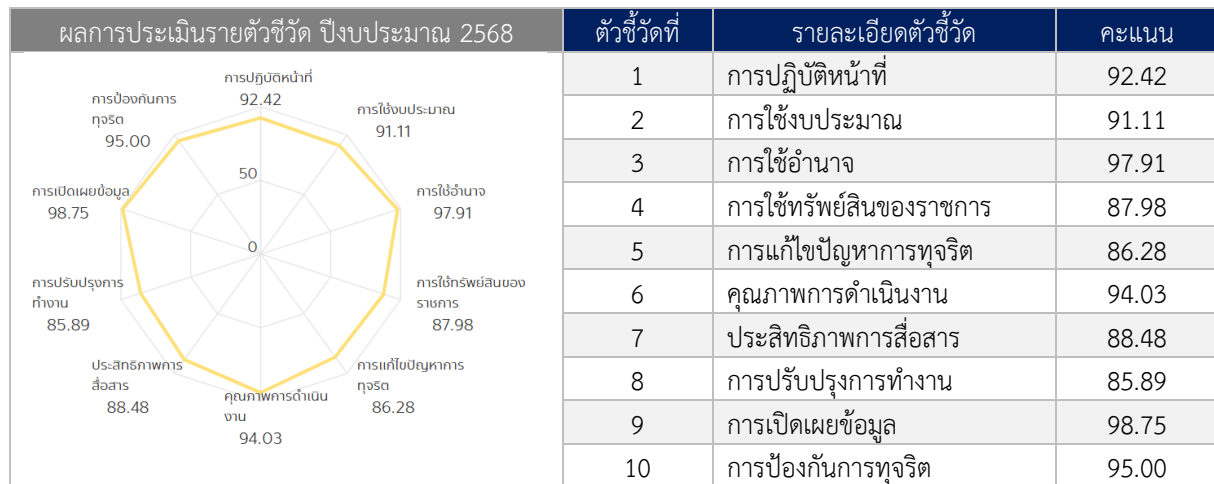 ผลการประเมินรายตัวชี้วัด ปีงบประมาณ 2568
การปฏิบัติหน้าที่
92.42
การใช้งบประมาณ
91.11
การใช้อำนาจ
97.91
การใช้ทรัพย์สินของ
ราชการ
87.98
การแก้ไขปัญหาการ
ทุจริต
86.28
คุณภาพการดำเนิน
งาน
94.03
ประสิทธิภาพการ
สื่อสาร
88.48
การปรับปรุงการ
ทำงาน
85.89
การเปิดเผยข้อมูล
98.75
การป้องกันการ
ทุจริต
95.00
50
0
ตัวชี้วัดที่ รายละเอียดตัวชี้วัด คะแนน
1 การปฏิบัติหน้าที่ 92.42
2 การใช้งบประมาณ 91.11
3 การใช้อำนาจ 97.91
4 การใช้ทรัพย์สินของราชการ 87.98
5 การแก้ไขปัญหาการทุจริต 86.28
6 คุณภาพการดำเนินงาน 94.03
7 ประสิทธิภาพการสื่อสาร 88.48
8 การปรับปรุงการทำงาน 85.89
9 การเปิดเผยข้อมูล 98.75
10 การป้องกันการทุจริต 95.00